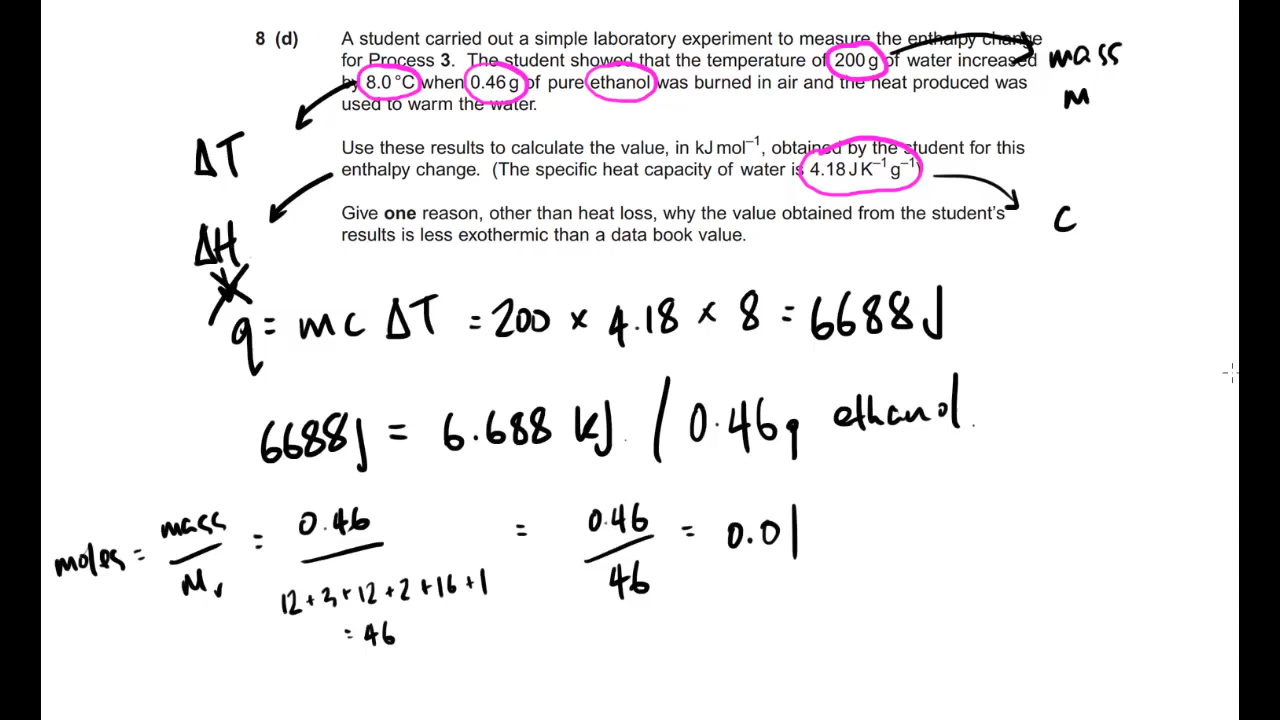 8 (d) A student carried out a simple laboratory experiment to measure the enthalpy change
for Process 3. The student showed that the temperature of 200 g of water increased
by 8.0 °C when 0.46 g of pure ethanol was burned in air and the heat produced was
used to warm the water.
mass
M
ΔT
Use these results to calculate the value, in kJ mol⁻¹, obtained by the student for this
enthalpy change. (The specific heat capacity of water is 4.18 J K⁻¹ g⁻¹)
C
ΔH
Give one reason, other than heat loss, why the value obtained from the student's
results is less exothermic than a data book value.
q = mc ΔT = 200 × 4.18 × 8 = 6688J
6688J = 6.688 kJ / 0.46g ethanol
moles = mass / Mr = 0.46 / 12+3+12+2+16+1 = 0.46 / 46 = 0.01
= 46